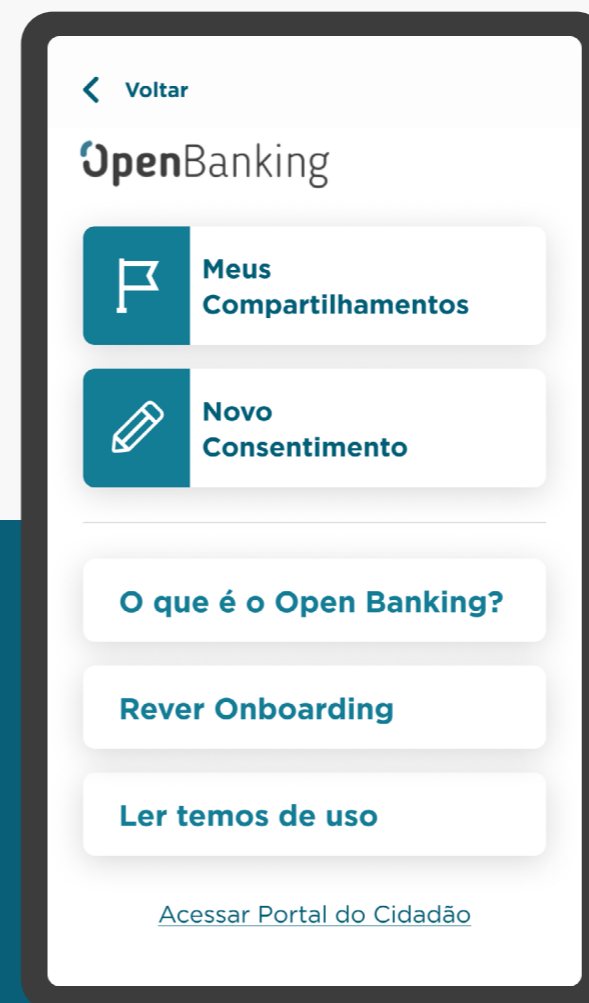 Voltar
OpenBanking
Meus
Compartilhamentos
Novo
Consentimento
O que é o Open Banking?
Rever Onboarding
Ler temos de uso
Acessar Portal do Cidadão